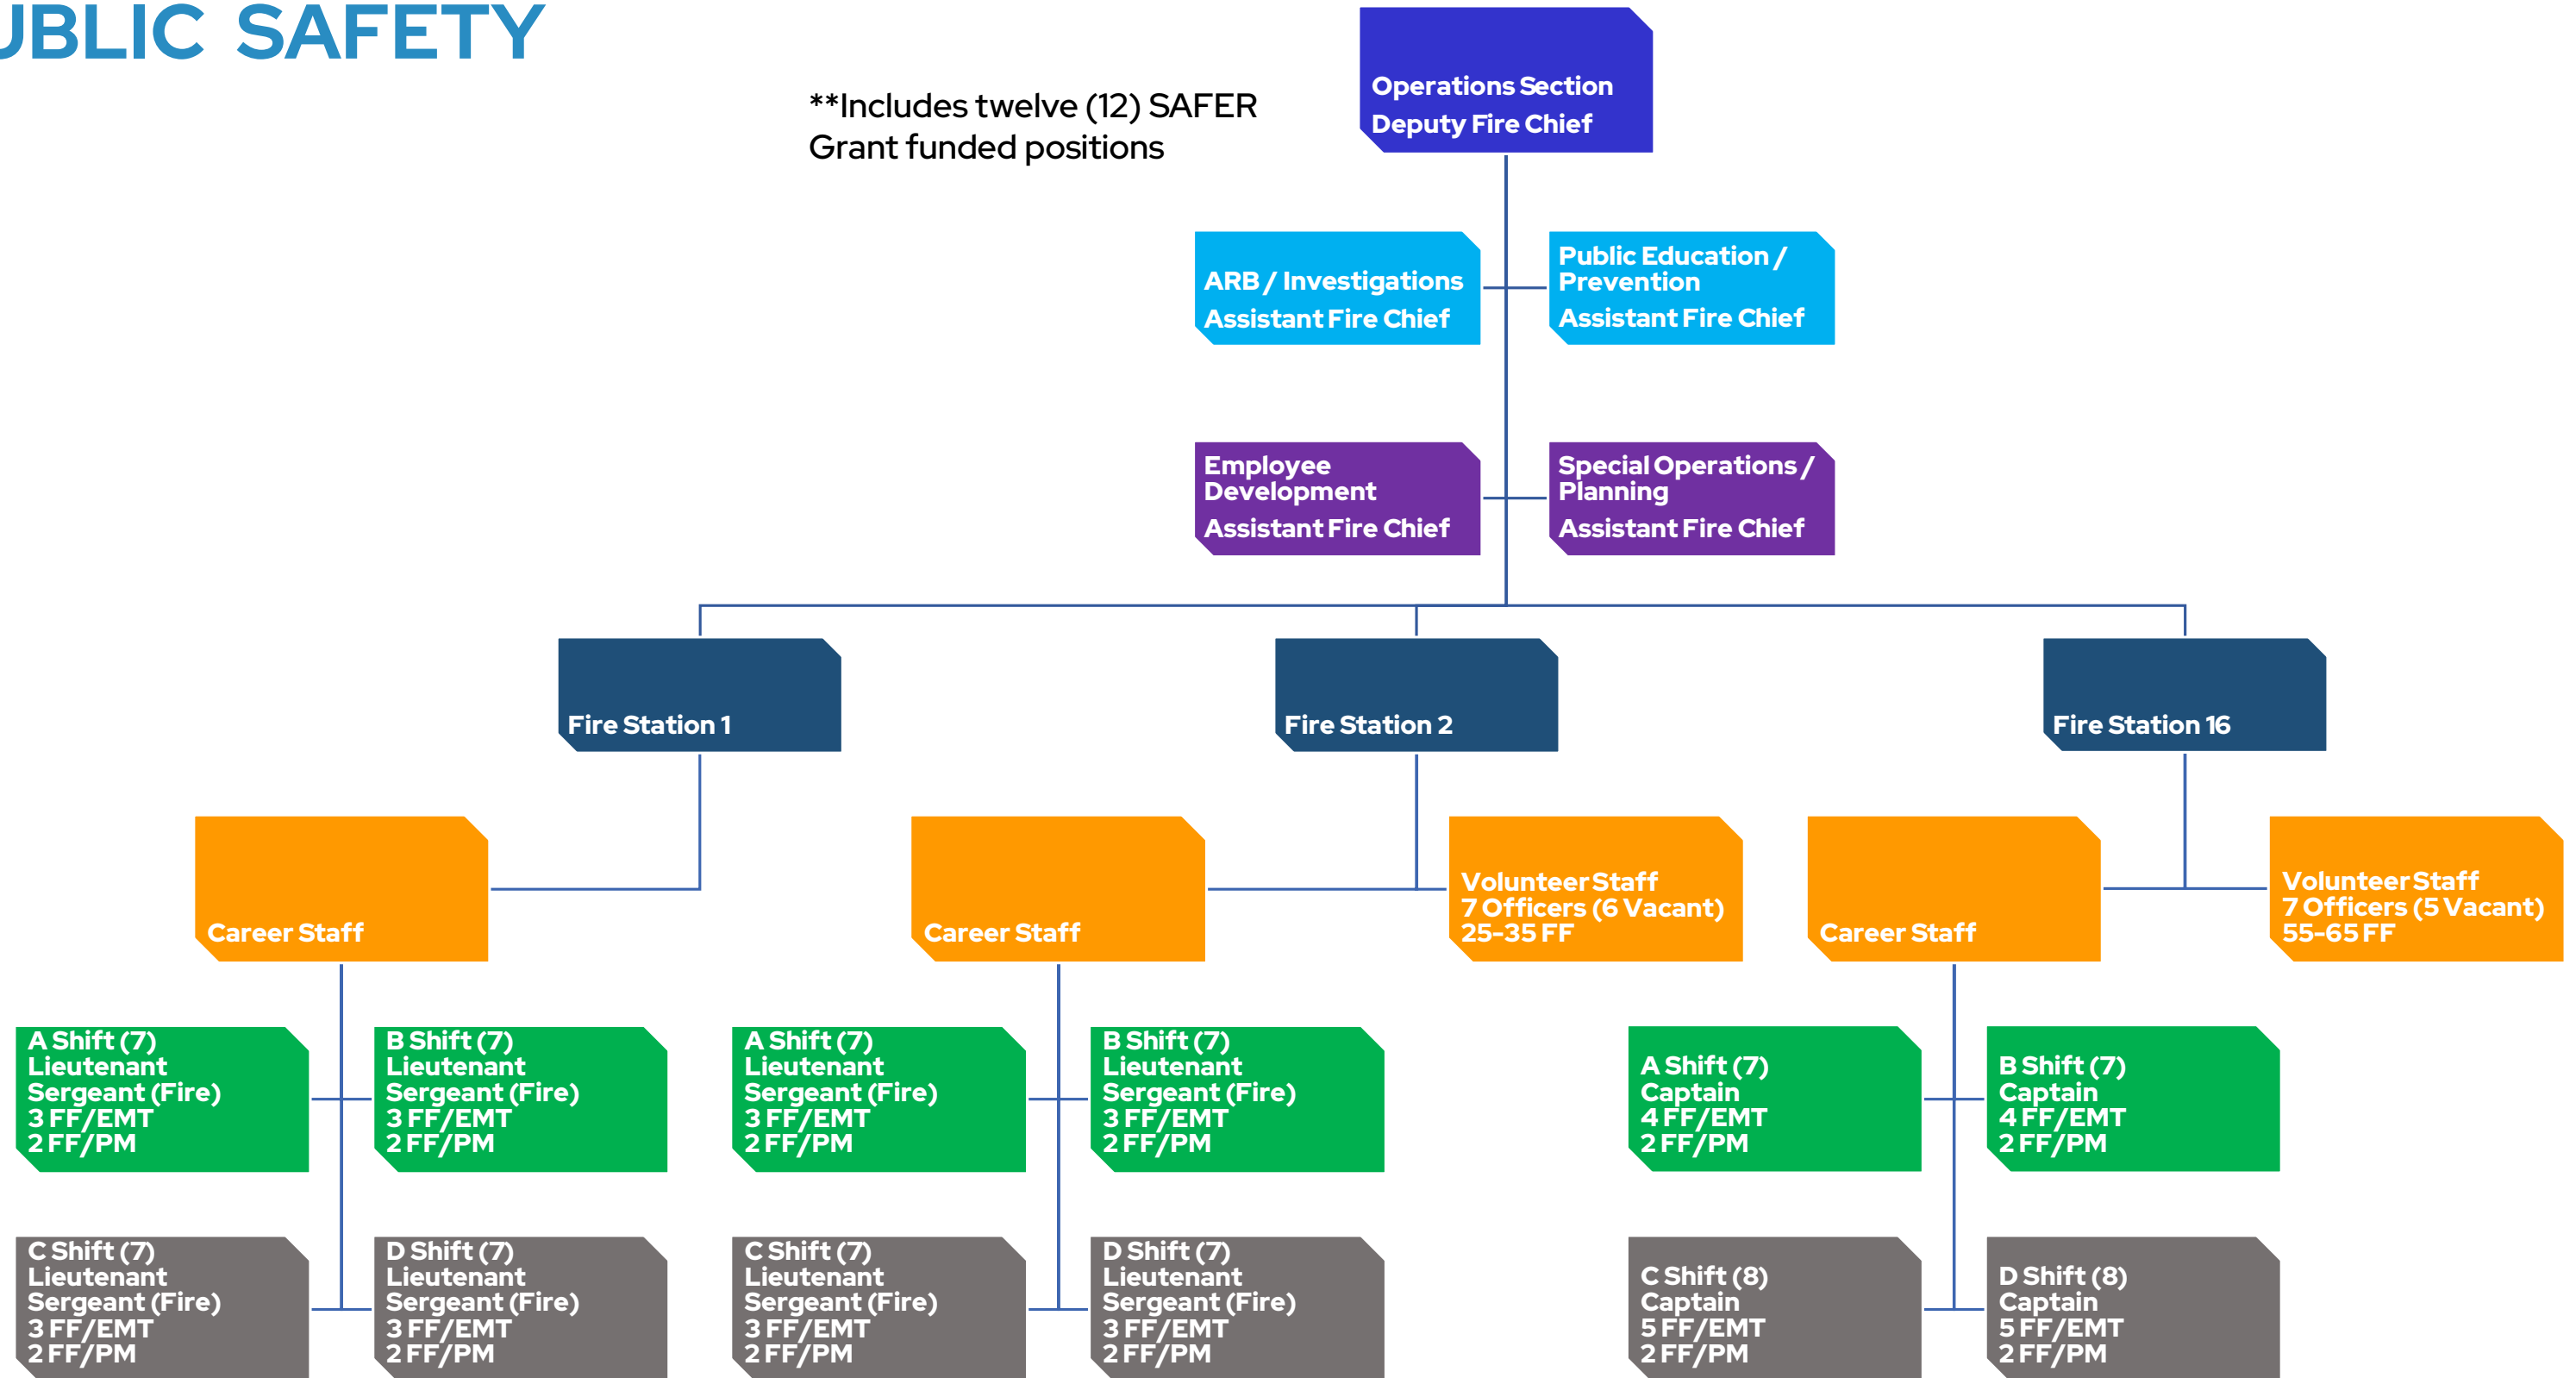 UBLIC SAFETY
**Includes twelve (12) SAFER
Grant funded positions
Operations Section
Deputy Fire Chief
ARB / Investigations
Assistant Fire Chief
Public Education /
Prevention
Assistant Fire Chief
Employee
Development
Assistant Fire Chief
Special Operations /
Planning
Assistant Fire Chief
Fire Station 1
Fire Station 2
Fire Station 16
Career Staff
Career Staff
Volunteer Staff
7 Officers (6 Vacant)
25-35 FF
Career Staff
Volunteer Staff
7 Officers (5 Vacant)
55-65 FF
A Shift (7)
Lieutenant
Sergeant (Fire)
3 FF/EMT
2 FF/PM
B Shift (7)
Lieutenant
Sergeant (Fire)
3 FF/EMT
2 FF/PM
A Shift (7)
Lieutenant
Sergeant (Fire)
3 FF/EMT
2 FF/PM
B Shift (7)
Lieutenant
Sergeant (Fire)
3 FF/EMT
2 FF/PM
A Shift (7)
Captain
4 FF/EMT
2 FF/PM
B Shift (7)
Captain
4 FF/EMT
2 FF/PM
C Shift (7)
Lieutenant
Sergeant (Fire)
3 FF/EMT
2 FF/PM
D Shift (7)
Lieutenant
Sergeant (Fire)
3 FF/EMT
2 FF/PM
C Shift (7)
Lieutenant
Sergeant (Fire)
3 FF/EMT
2 FF/PM
D Shift (7)
Lieutenant
Sergeant (Fire)
3 FF/EMT
2 FF/PM
C Shift (8)
Captain
5 FF/EMT
2 FF/PM
D Shift (8)
Captain
5 FF/EMT
2 FF/PM